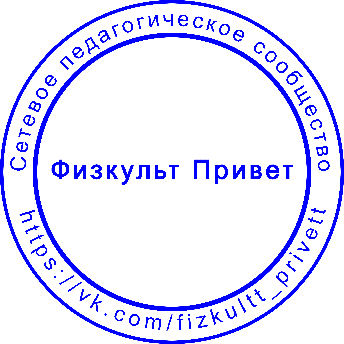 Сетевое педагогическое сообщество
Физкульт Привет
https://vk.com/fizkultt_privett